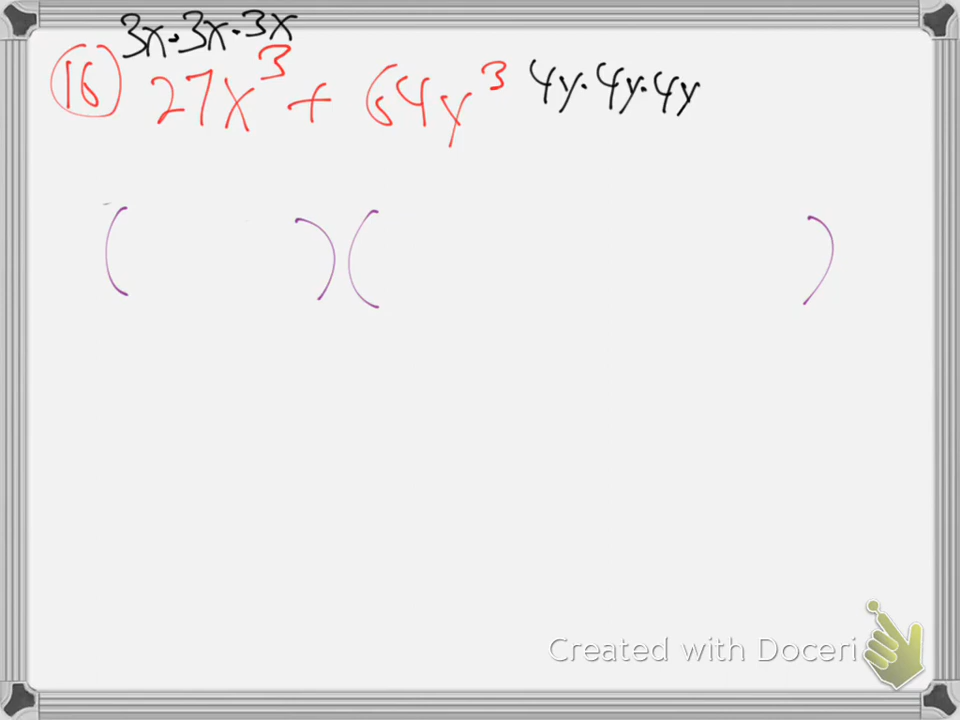 3x·3x·3x
16 27x³ + 64y³ 4y·4y·4y
( )( )
Created with Doceri